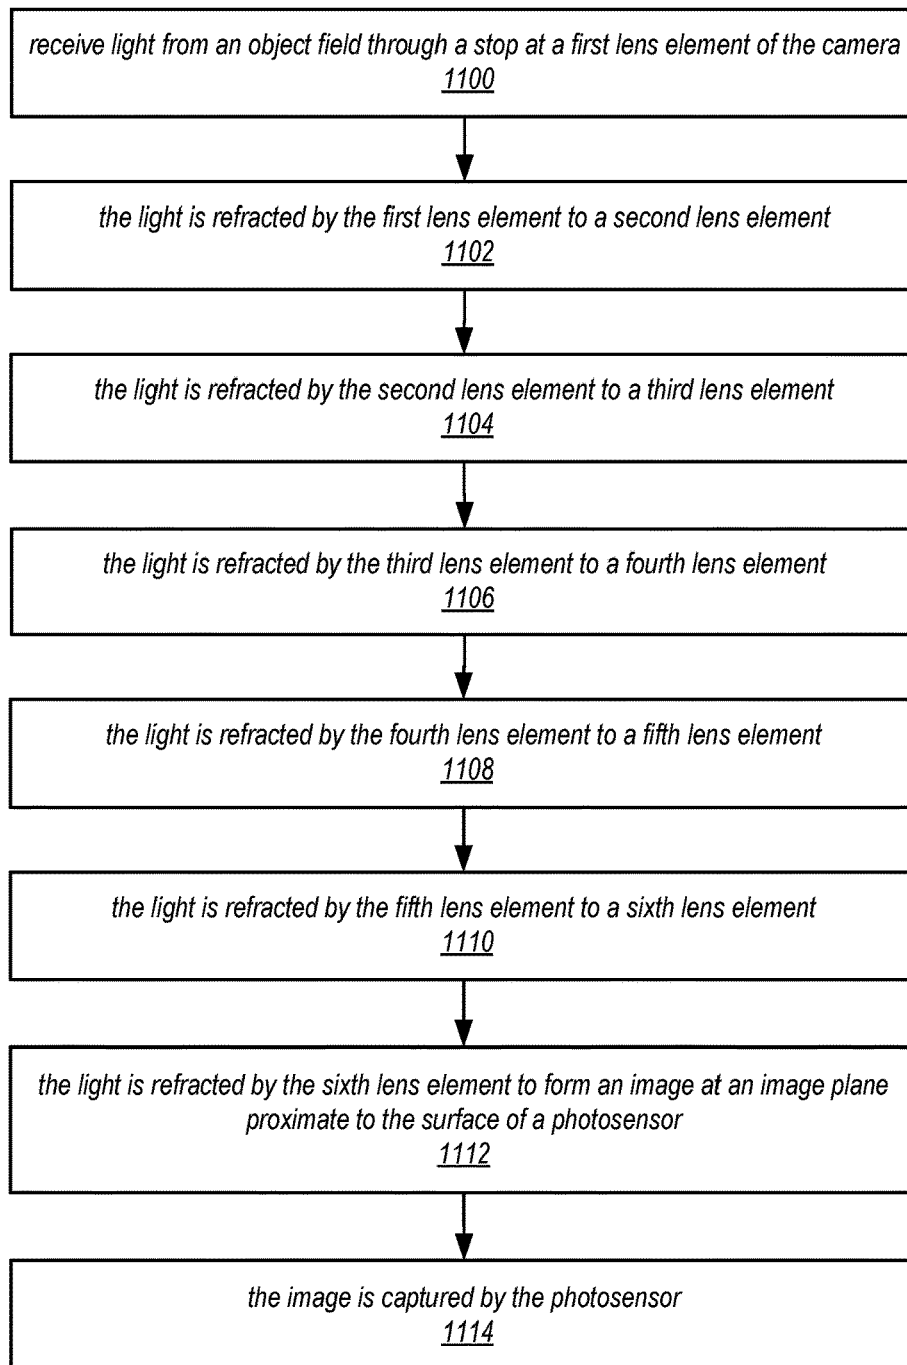 receive light from an object field through a stop at a first lens element of the camera
1100
the light is refracted by the first lens element to a second lens element
1102
the light is refracted by the second lens element to a third lens element
1104
the light is refracted by the third lens element to a fourth lens element
1106
the light is refracted by the fourth lens element to a fifth lens element
1108
the light is refracted by the fifth lens element to a sixth lens element
1110
the light is refracted by the sixth lens element to form an image at an image plane
proximate to the surface of a photosensor
1112
the image is captured by the photosensor
1114